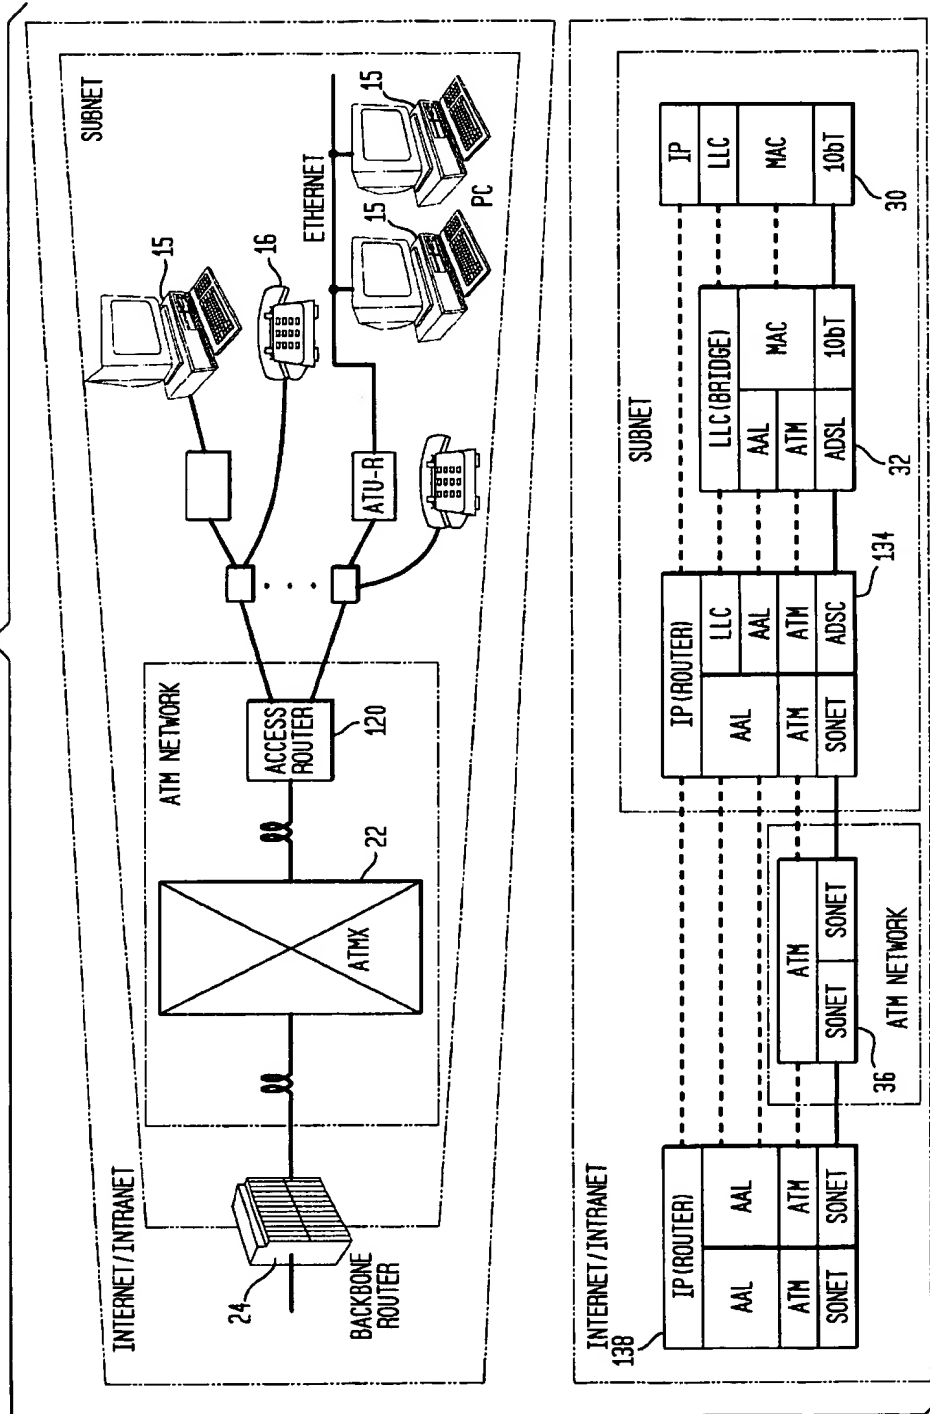 INTERNET/INTRANET
SUBNET
ATM NETWORK
24
BACKBONE
ROUTER
ATMX
22
ACCESS
ROUTER
120
15
16
ATU-R
ETHERNET
15
15
PC
INTERNET/INTRANET
SUBNET
138
IP(ROUTER)
AAL
AAL
ATM
ATM
SONET
SONET
ATM
SONET
SONET
36
ATM NETWORK
IP(ROUTER)
AAL
LLC
AAL
ATM
ATM
SONET
ADSC
134
LLC(BRIDGE)
AAL
MAC
ATM
ADSL
10bT
32
IP
LLC
MAC
10bT
30